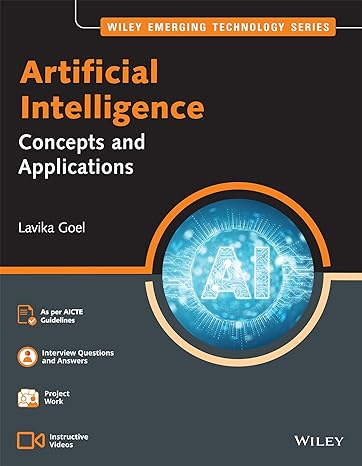 WILEY EMERGING TECHNOLOGY SERIES
Artificial
Intelligence
Concepts and
Applications
Lavika Goel
AI
As per AICTE
Guidelines
Interview Questions
and Answers
Project
Work
Instructive
Videos
WILEY